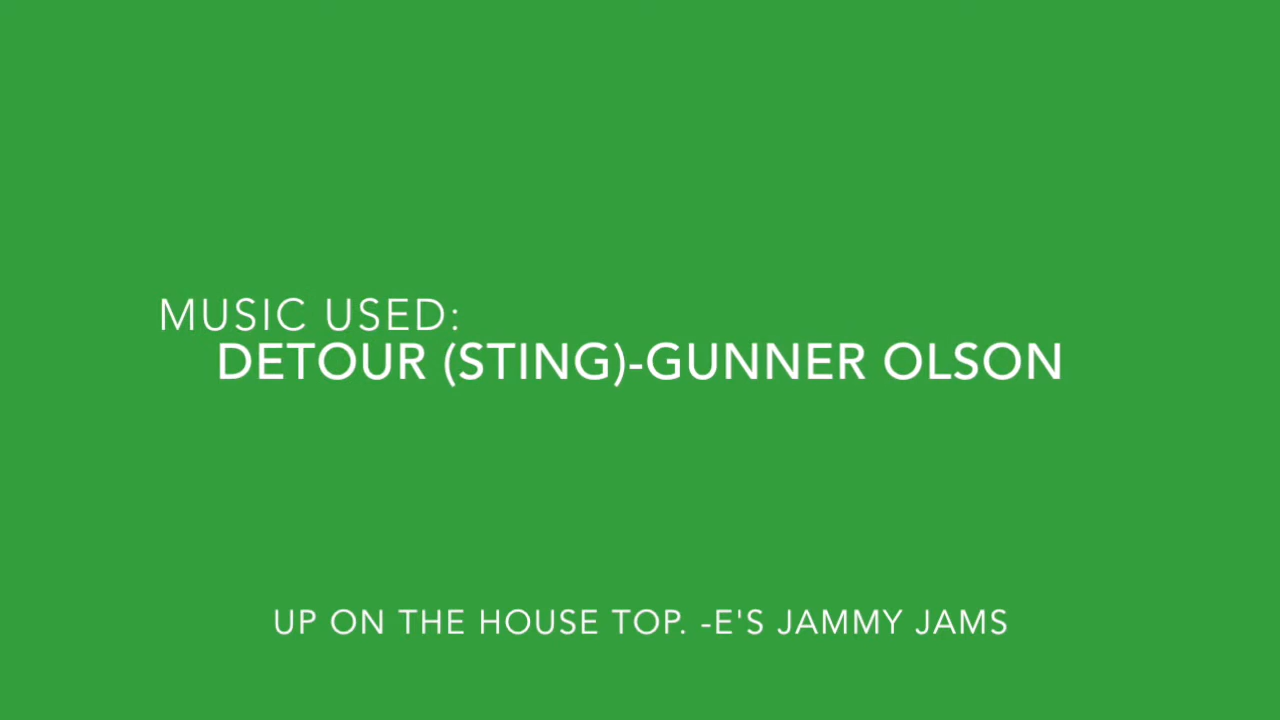 MUSIC USED:
DETOUR (STING)-GUNNER OLSON
UP ON THE HOUSE TOP. -E'S JAMMY JAMS